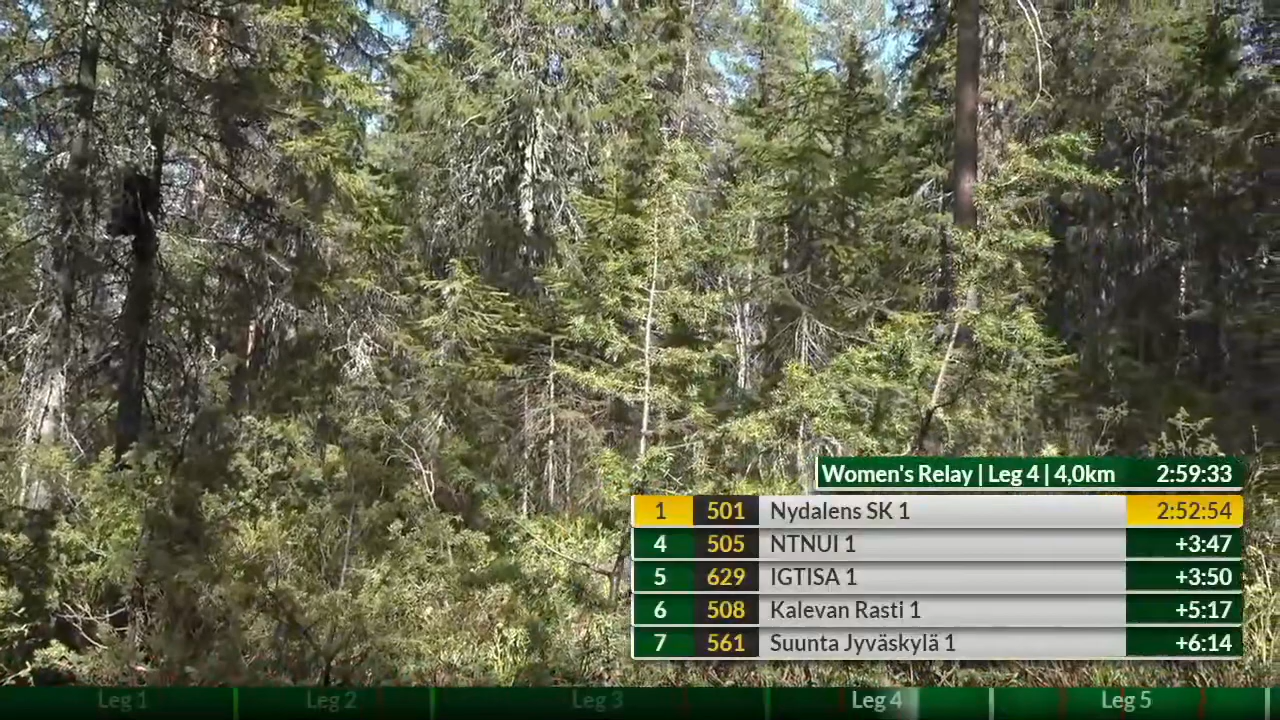 Women's Relay | Leg 4 | 4,0km 2:59:33
1 501 Nydalens SK 1 2:52:54
4 505 NTNUI 1 +3:47
5 629 IGTISA 1 +3:50
6 508 Kalevan Rasti 1 +5:17
7 561 Suunta Jyväskylä 1 +6:14
Leg 1 Leg 2 Leg 3 Leg 4 Leg 5